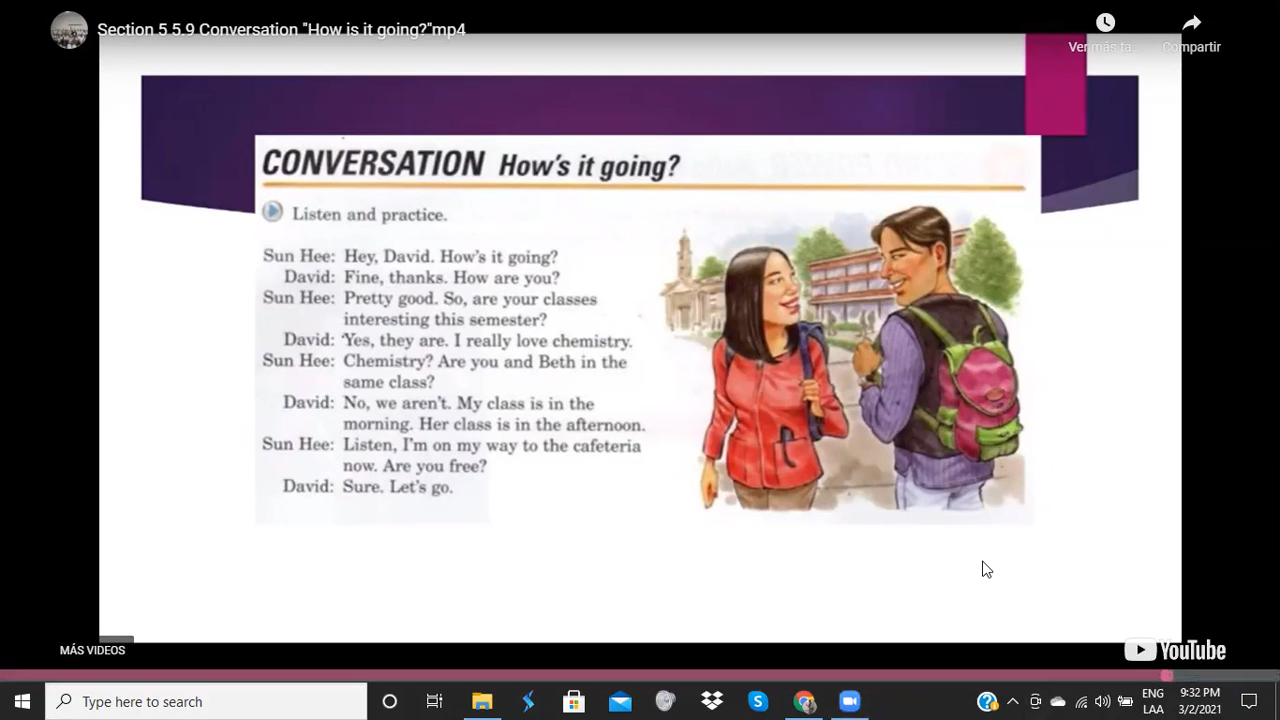 Section 5 5.9 Conversation "How is it going?"mp4
Ver más ta...
Compartir
CONVERSATION How's it going?
Listen and practice.
Sun Hee: Hey, David. How's it going?
David: Fine, thanks. How are you?
Sun Hee: Pretty good. So, are your classes
interesting this semester?
David: Yes, they are. I really love chemistry.
Sun Hee: Chemistry? Are you and Beth in the
same class?
David: No, we aren't. My class is in the
morning. Her class is in the afternoon.
Sun Hee: Listen, I'm on my way to the cafeteria
now. Are you free?
David: Sure. Let's go.
MÁS VIDEOS
YouTube
Type here to search
ENG
LAA
9:32 PM
3/2/2021